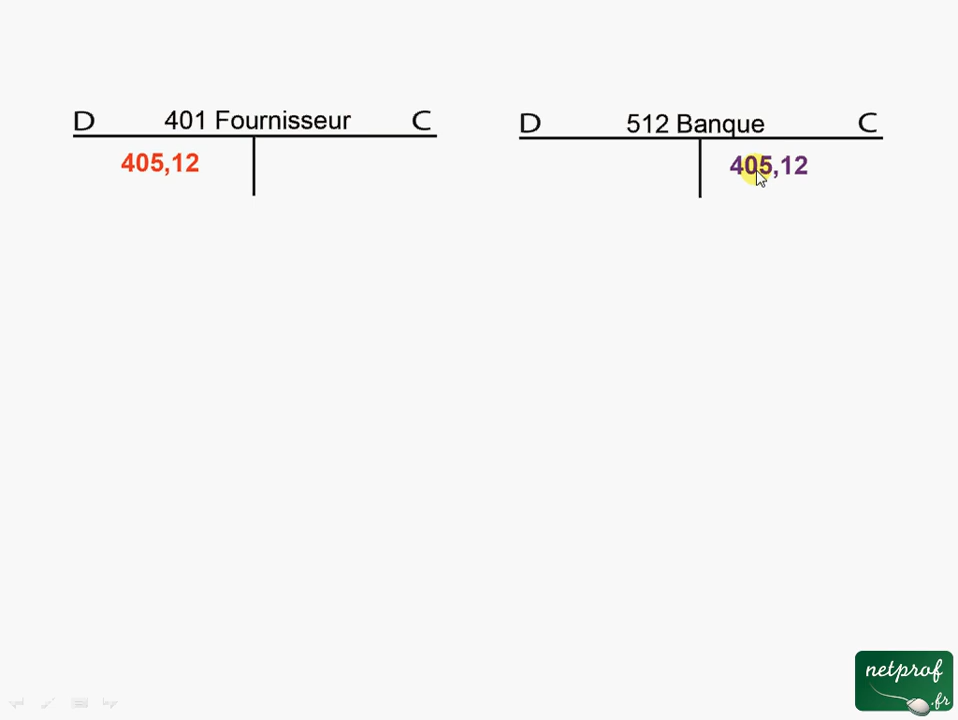 D 401 Fournisseur C
405,12
D 512 Banque C
405,12
netprof
.fr